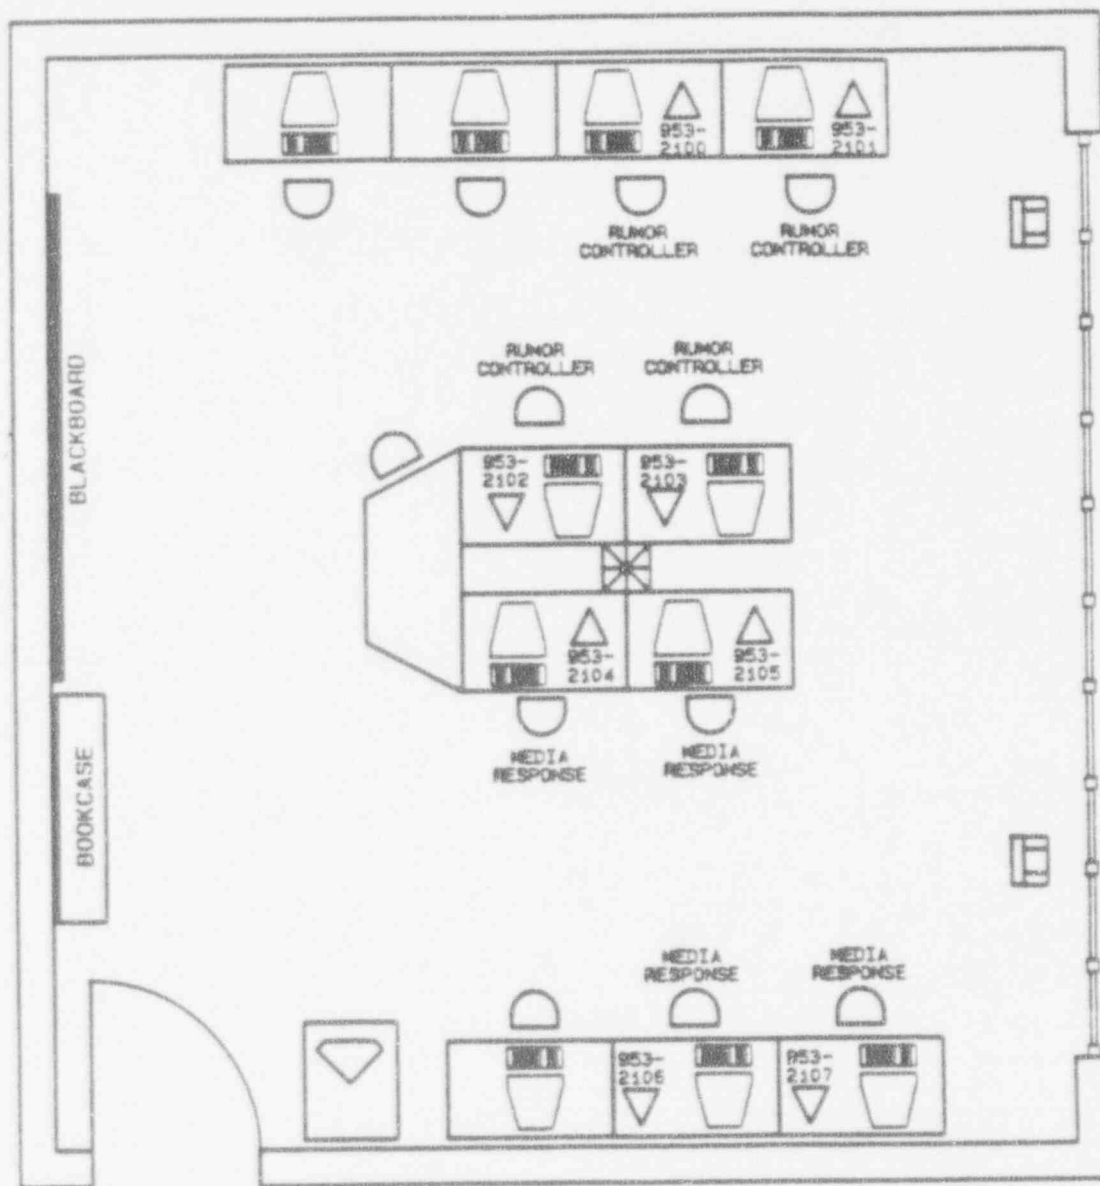 953-
2100
953-
2101
RUMOR
CONTROLLER
RUMOR
CONTROLLER
RUMOR
CONTROLLER
RUMOR
CONTROLLER
BLACKBOARD
953-
2102
953-
2103
953-
2104
953-
2105
MEDIA
RESPONSE
MEDIA
RESPONSE
BOOKCASE
MEDIA
RESPONSE
MEDIA
RESPONSE
953-
2106
953-
2107